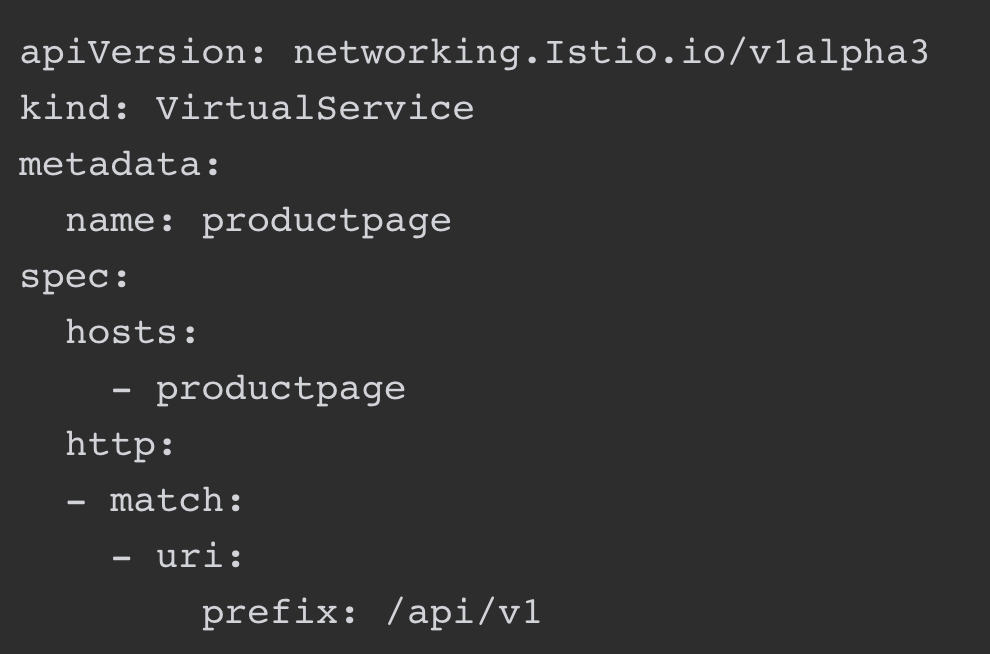 apiVersion: networking.Istio.io/v1alpha3
kind: VirtualService
metadata:
  name: productpage
spec:
  hosts:
    - productpage
  http:
  - match:
    - uri:
        prefix: /api/v1